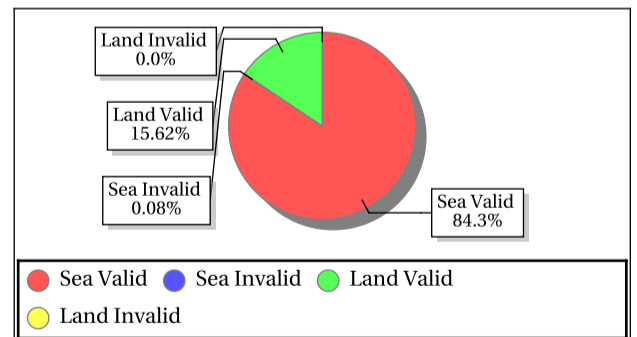 Land Invalid
0.0%
Land Valid
15.62%
Sea Invalid
0.08%
Sea Valid
84.3%
Sea Valid Sea Invalid Land Valid
Land Invalid